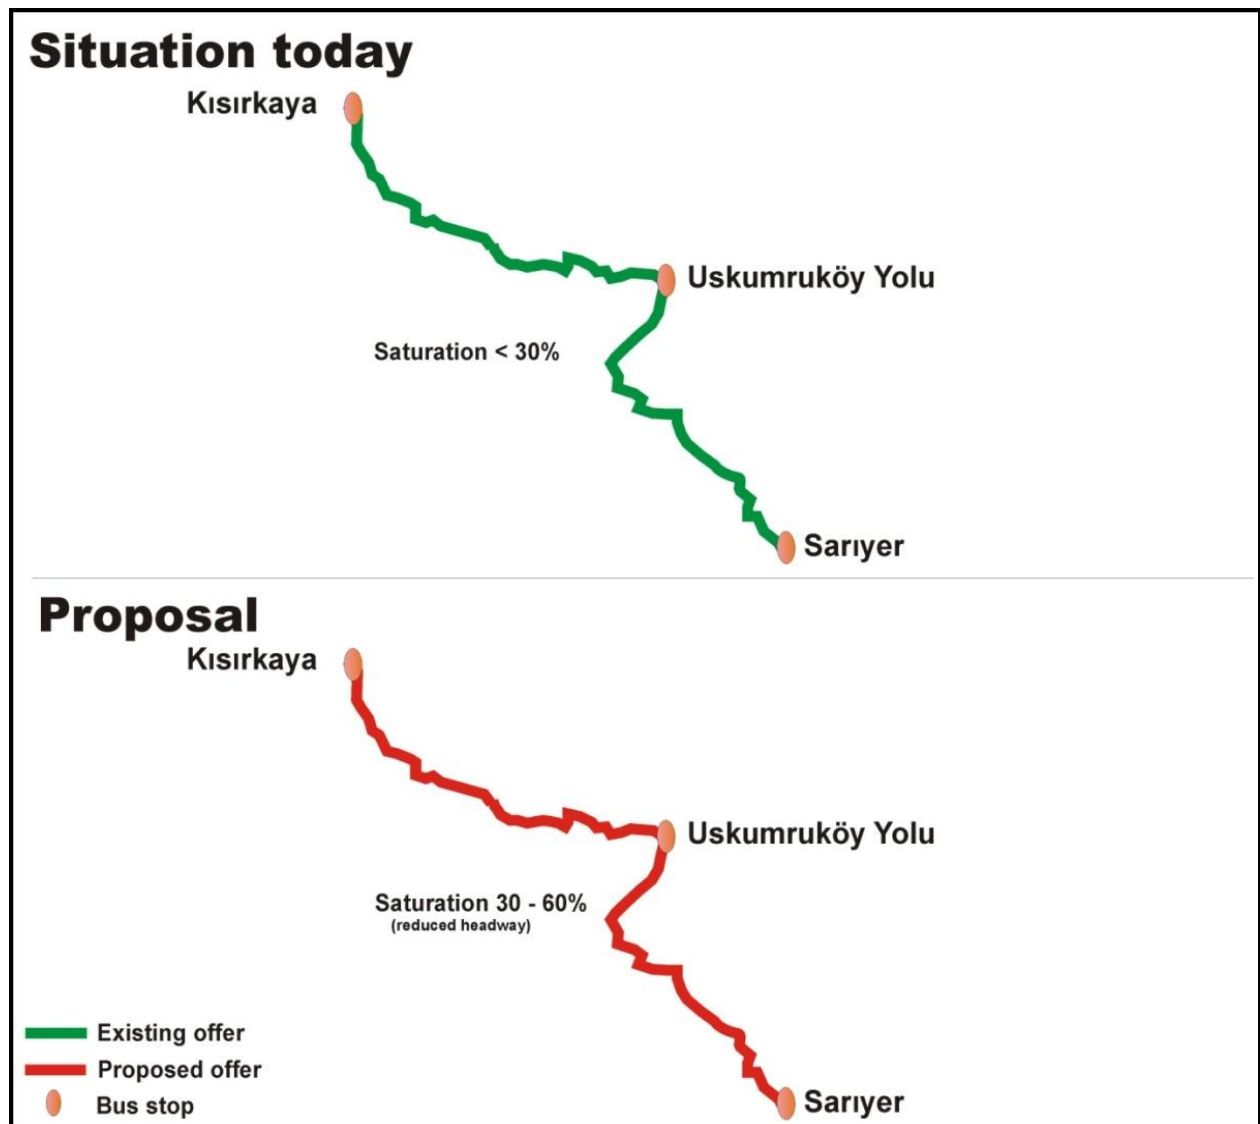 Situation today
Kısırkaya
Uskumruköy Yolu
Saturation < 30%
Sarıyer
Proposal
Kısırkaya
Uskumruköy Yolu
Saturation 30 - 60%
(reduced headway)
Existing offer
Proposed offer
Bus stop
Sarıyer